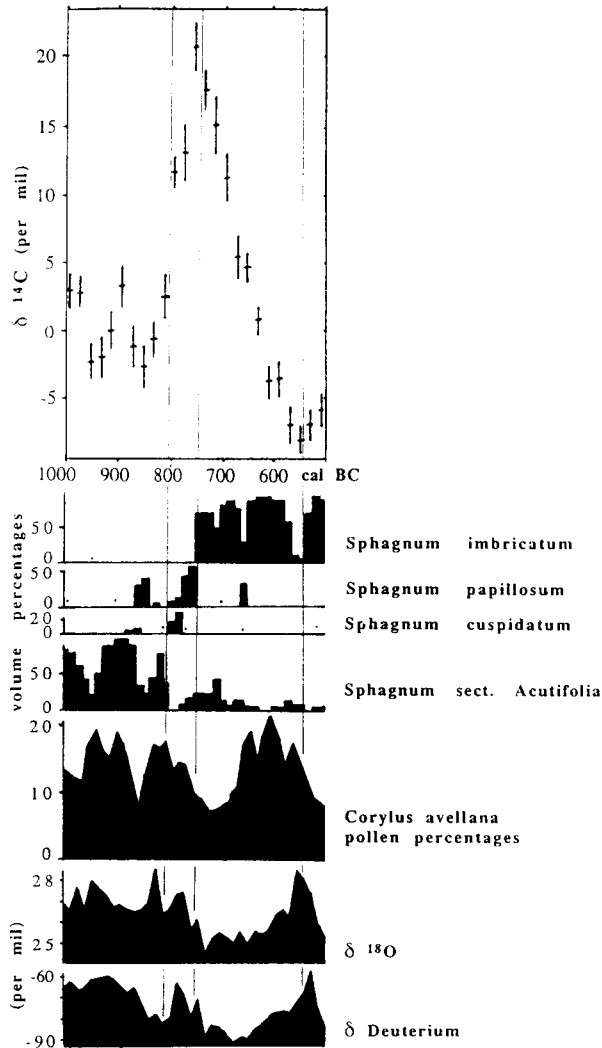 δ 14C (per mil)
20
15
10
5
0
-5
1000 900 800 700 600 cal BC
volume percentages
50
0
Sphagnum imbricatum
50
0
Sphagnum papillosum
20
0
Sphagnum cuspidatum
50
0
Sphagnum sect. Acutifolia
20
10
0
Corylus avellana
pollen percentages
(per mil)
28
25
δ 18O
-60
-90
δ Deuterium